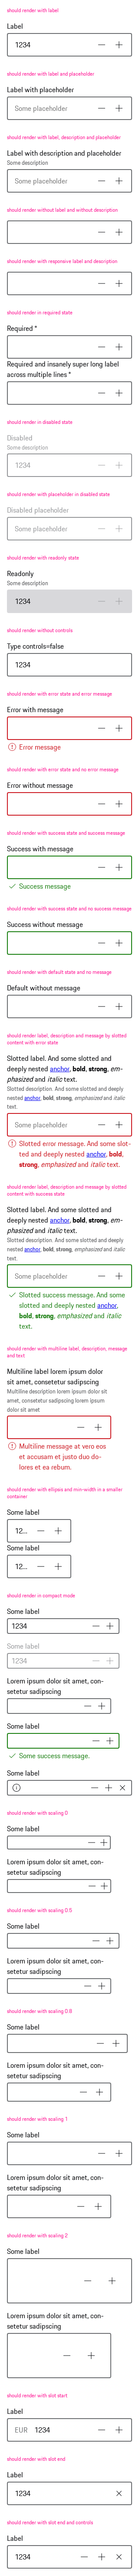 should render with label
Label
1234
should render with label and placeholder
Label with placeholder
Some placeholder
should render with label, description and placeholder
Label with description and placeholder
Some description
Some placeholder
should render without label and without description
should render with responsive label and description
should render in required state
Required *
Required and insanely super long label
across multiple lines *
should render in disabled state
Disabled
Some description
1234
should render with placeholder in disabled state
Disabled placeholder
Some placeholder
should render with readonly state
Readonly
Some description
1234
should render without controls
Type controls=false
1234
should render with error state and error message
Error with message
Error message
should render with error state and no error message
Error without message
should render with success state and success message
Success with message
Success message
should render with success state and no success message
Success without message
should render with default state and no message
Default without message
should render label, description and message by slotted
content with error state
Slotted label. And some slotted and
deeply nested anchor, bold, strong, em-
phasized and italic text.
Slotted description. And some slotted and deeply
nested anchor, bold, strong, emphasized and italic
text.
Some placeholder
Slotted error message. And some slot-
ted and deeply nested anchor, bold,
strong, emphasized and italic text.
should render label, description and message by slotted
content with success state
Slotted label. And some slotted and
deeply nested anchor, bold, strong, em-
phasized and italic text.
Slotted description. And some slotted and deeply
nested anchor, bold, strong, emphasized and italic
text.
Some placeholder
Slotted success message. And some
slotted and deeply nested anchor,
bold, strong, emphasized and italic
text.
should render with multiline label, description, message
and text
Multiline label lorem ipsum dolor
sit amet, consetetur sadipscing
Multiline description lorem ipsum dolor sit
amet, consetetur sadipscing lorem ipsum
dolor sit amet
Multiline message at vero eos
et accusam et justo duo do-
lores et ea rebum.
should render with ellipsis and min-width in a smaller
container
Some label
12...
Some label
12...
should render in compact mode
Some label
1234
Some label
1234
Lorem ipsum dolor sit amet, con-
setetur sadipscing
Some label
Some success message.
Some label
should render with scaling 0
Some label
Lorem ipsum dolor sit amet, con-
setetur sadipscing
should render with scaling 0.5
Some label
Lorem ipsum dolor sit amet, con-
setetur sadipscing
should render with scaling 0.8
Some label
Lorem ipsum dolor sit amet, con-
setetur sadipscing
should render with scaling 1
Some label
Lorem ipsum dolor sit amet, con-
setetur sadipscing
should render with scaling 2
Some label
Lorem ipsum dolor sit amet, con-
setetur sadipscing
should render with slot start
Label
EUR 1234
should render with slot end
Label
1234
should render with slot end and controls
Label
1234